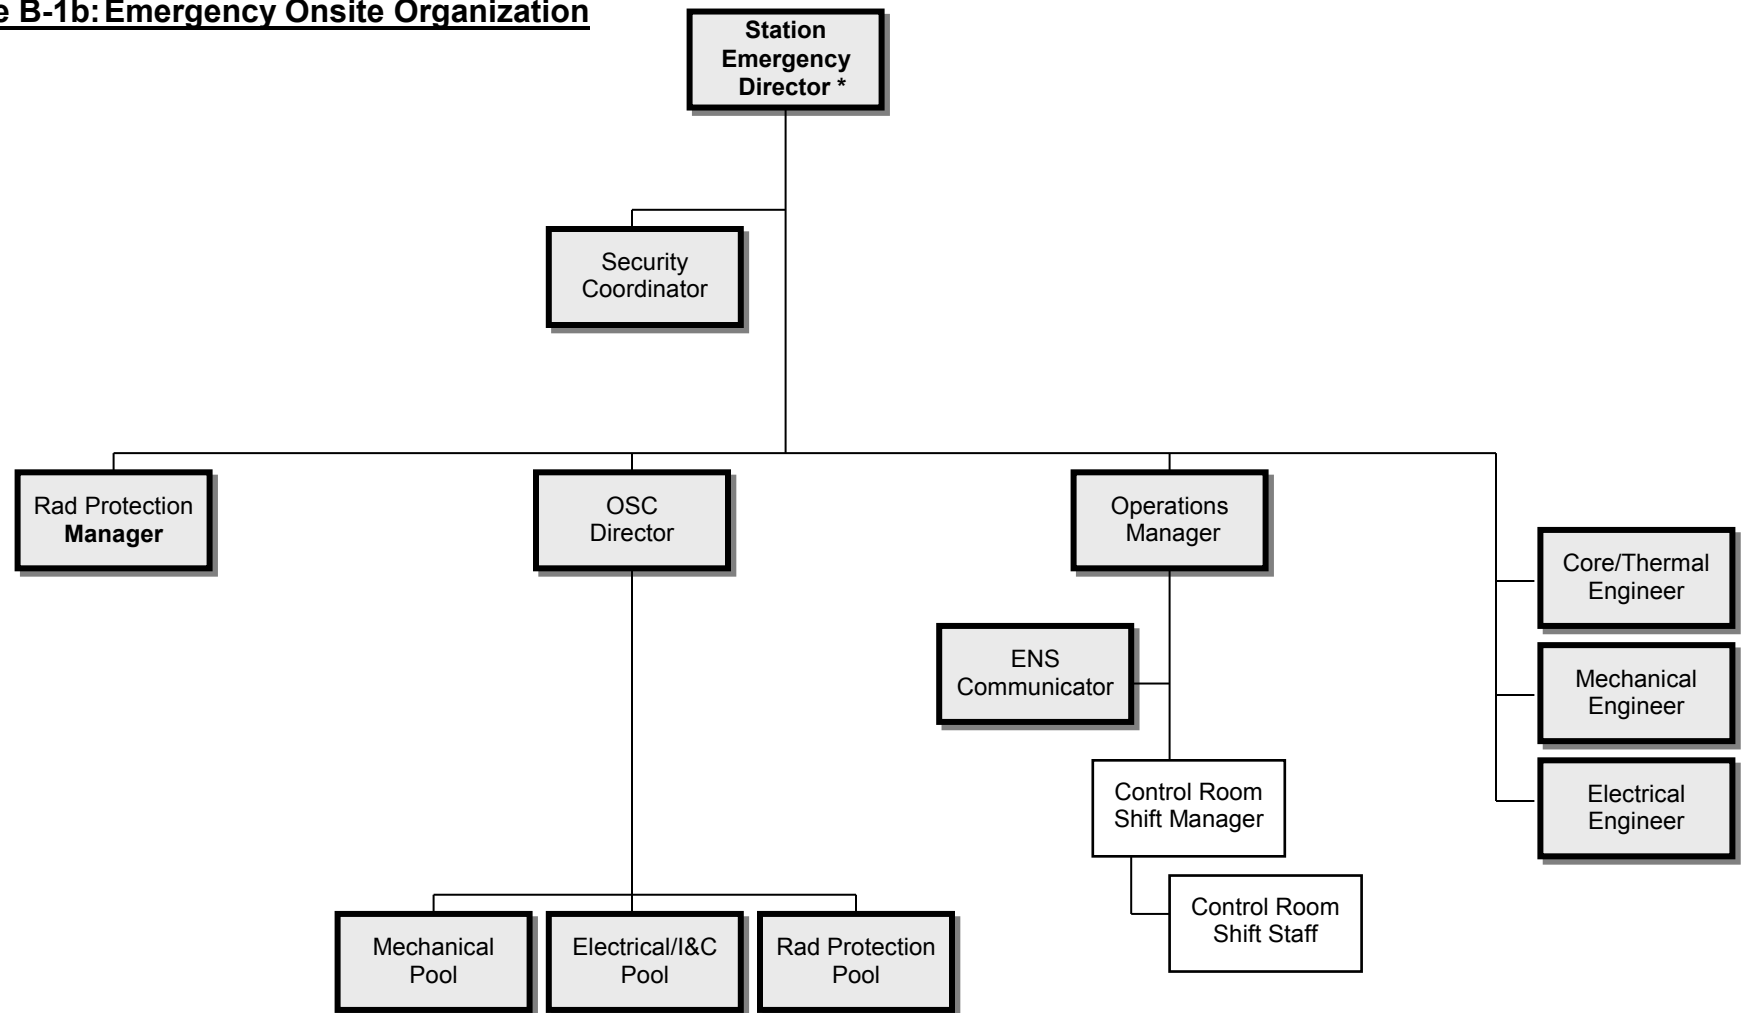 e B-1b: Emergency Onsite Organization
Station
Emergency
Director *
Security
Coordinator
Rad Protection
Manager
OSC
Director
Operations
Manager
Core/Thermal
Engineer
ENS
Communicator
Mechanical
Engineer
Control Room
Shift Manager
Electrical
Engineer
Control Room
Shift Staff
Mechanical
Pool
Electrical/I&C
Pool
Rad Protection
Pool